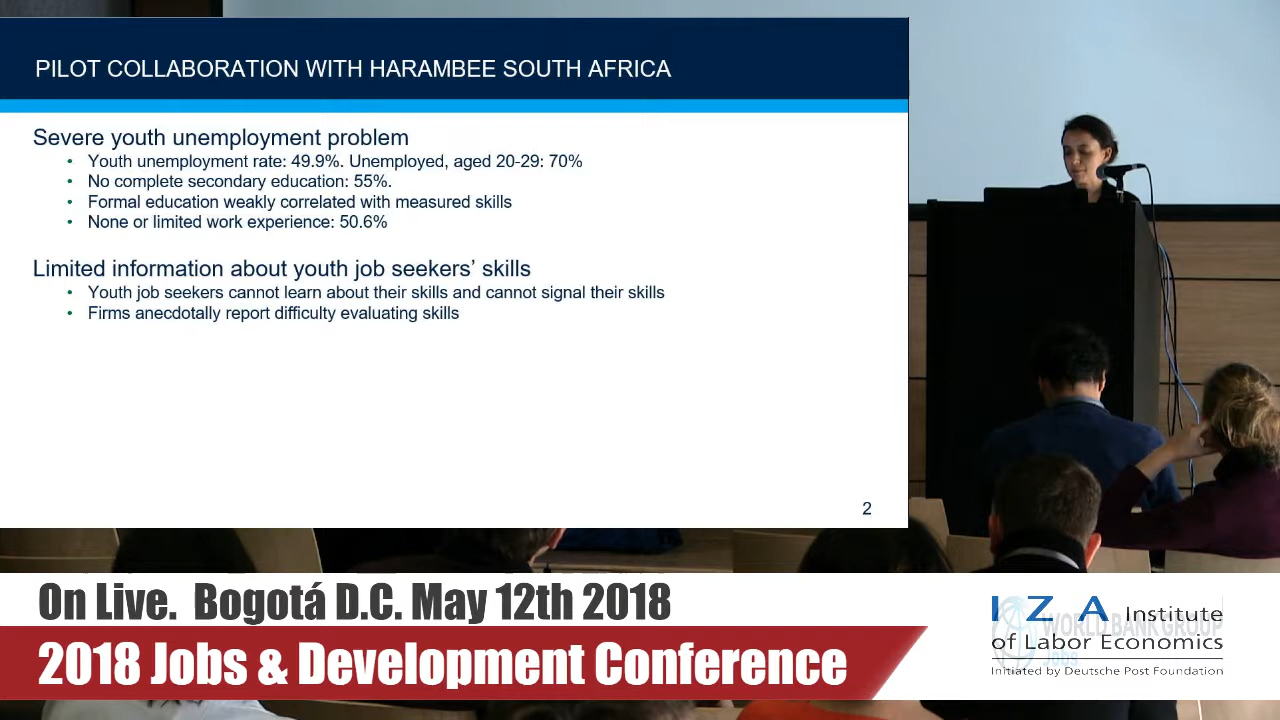 PILOT COLLABORATION WITH HARAMBEE SOUTH AFRICA
Severe youth unemployment problem
• Youth unemployment rate: 49.9%. Unemployed, aged 20-29: 70%
• No complete secondary education: 55%.
• Formal education weakly correlated with measured skills
• None or limited work experience: 50.6%
Limited information about youth job seekers’ skills
• Youth job seekers cannot learn about their skills and cannot signal their skills
• Firms anecdotally report difficulty evaluating skills
2
On Live. Bogotá D.C. May 12th 2018
2018 Jobs & Development Conference
I Z A Institute
of Labor Economics
Initiated by Deutsche Post Foundation
WORLD BANK GROUP
Jobs